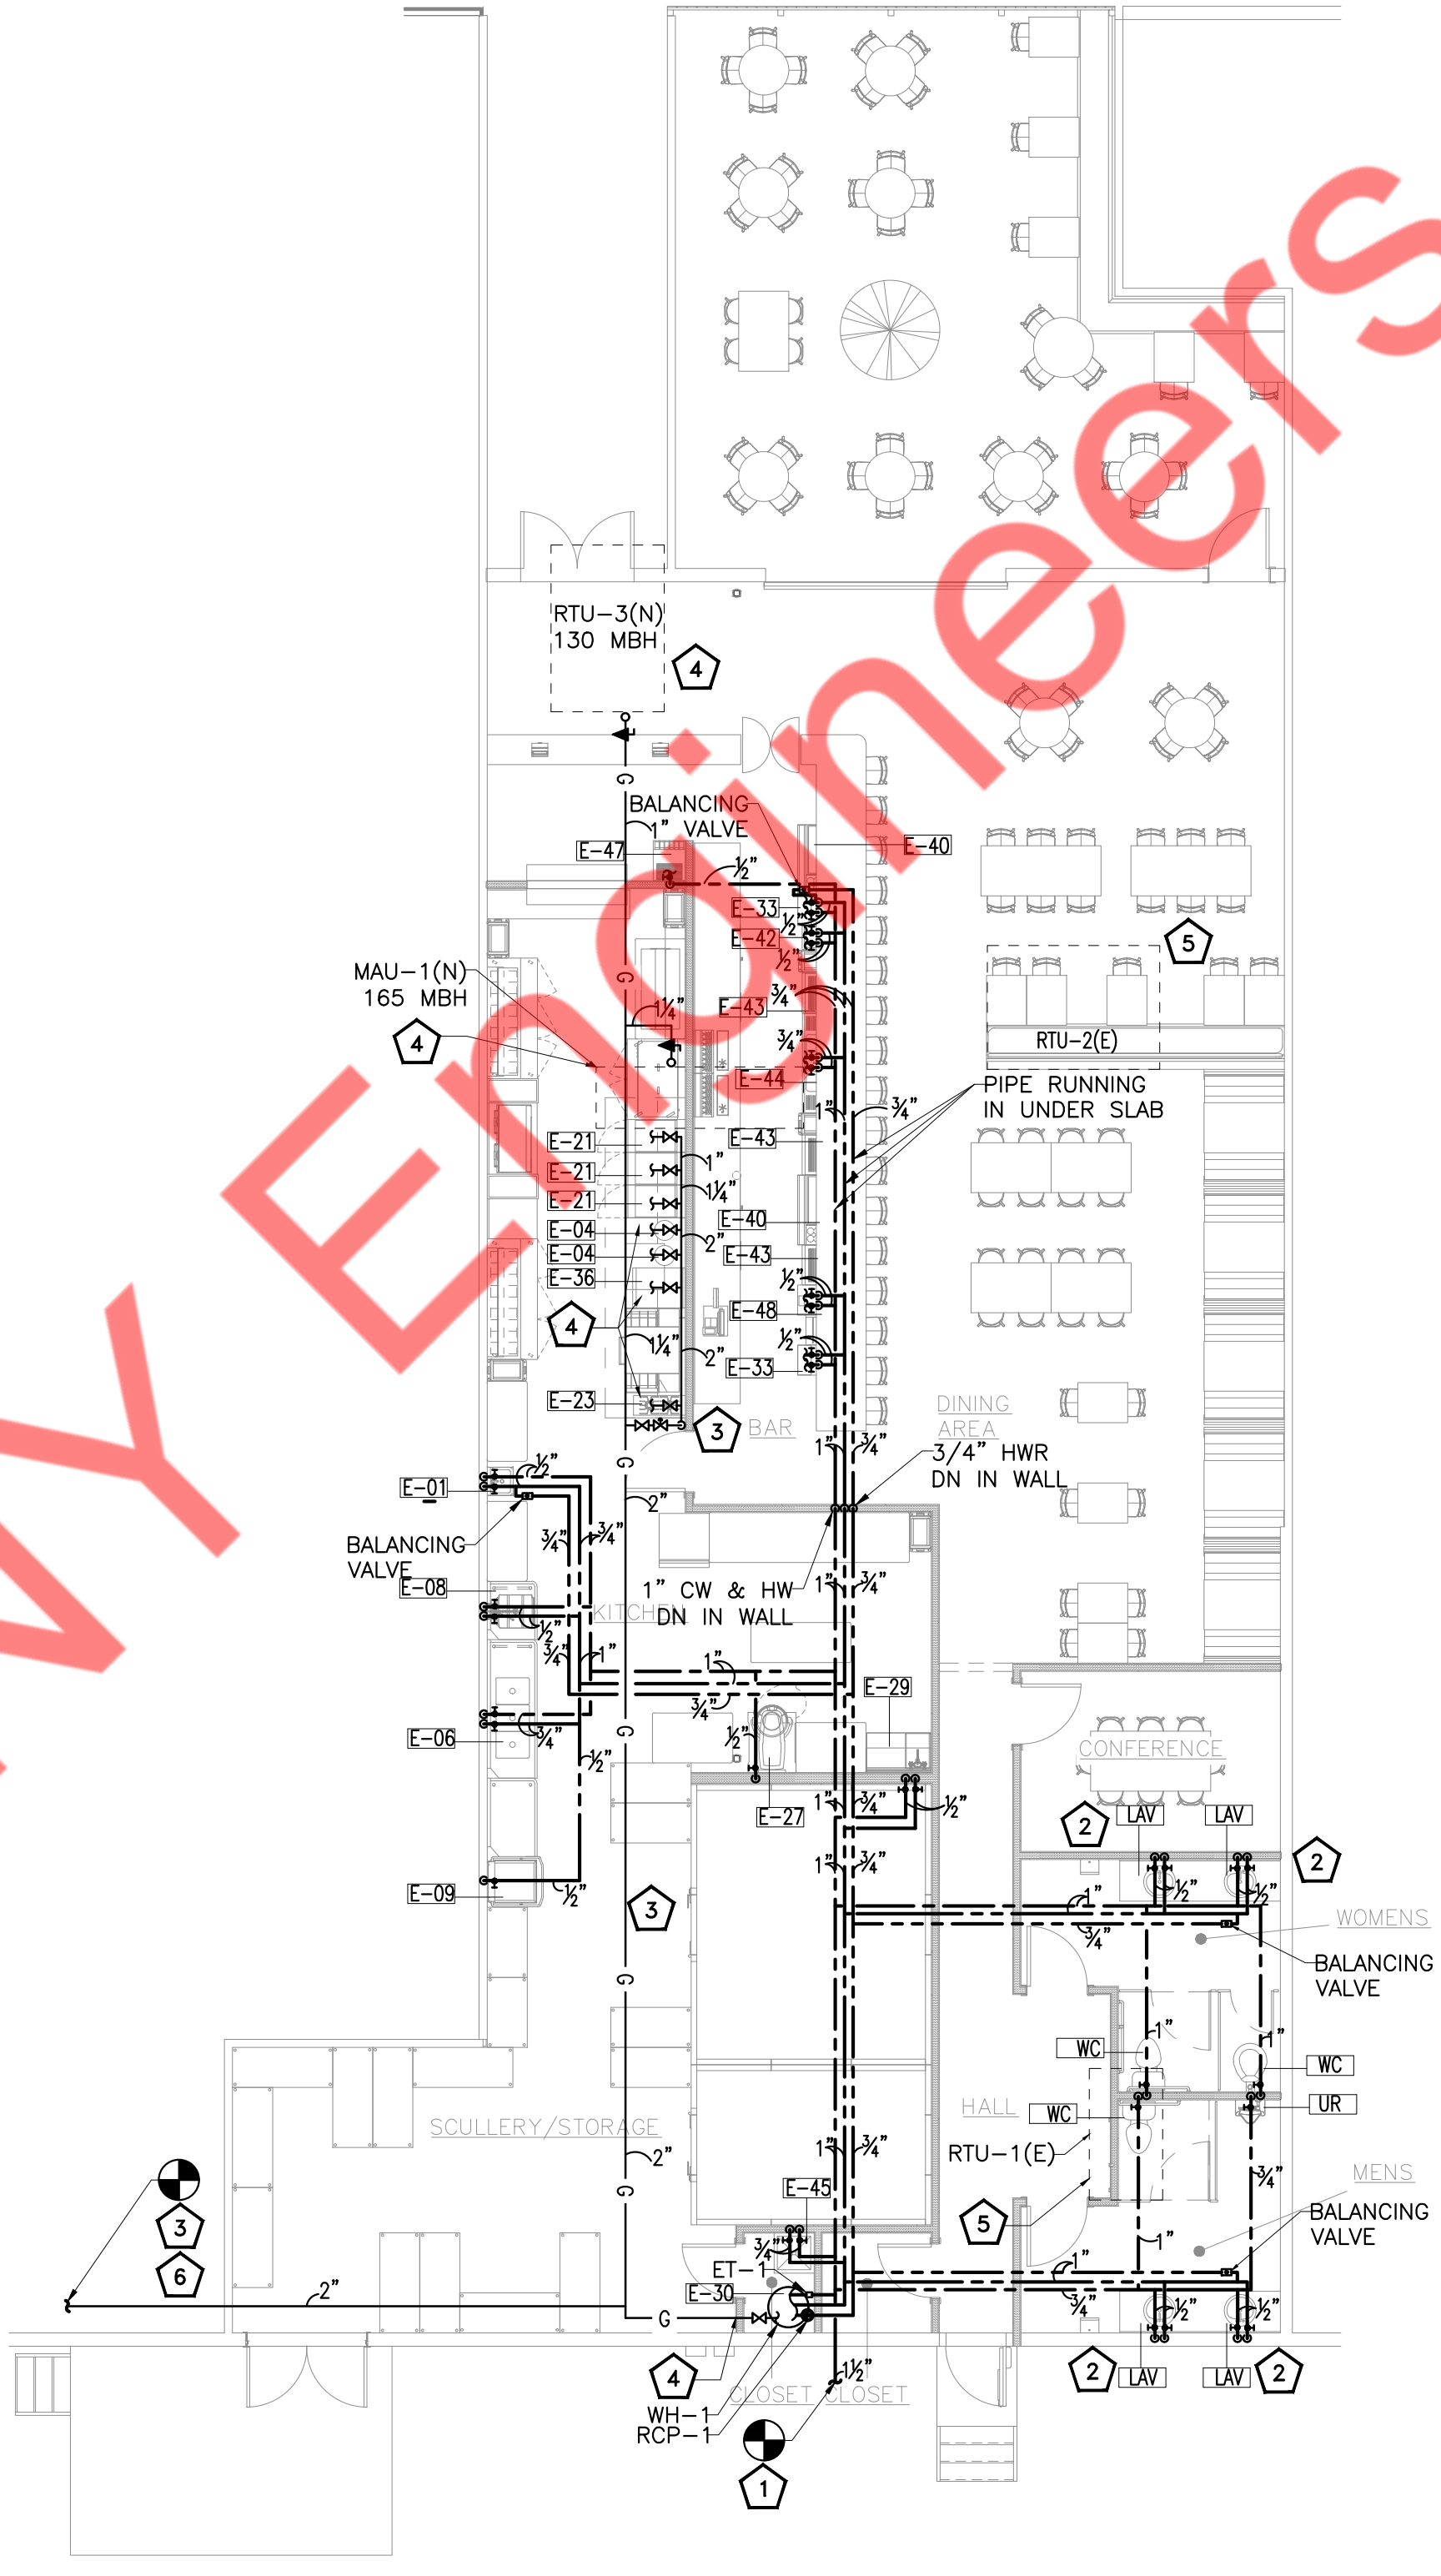 RTU-3(N)
130 MBH
4
G
BALANCING
VALVE
1"
E-47
E-40
½"
E-33
½"
E-42
½"
5
MAU-1(N)
165 MBH
G
1¼"
E-43
¾"
4
¾"
RTU-2(E)
E-44
PIPE RUNNING
IN UNDER SLAB
1"
¾"
E-21
E-43
1"
E-21
1¼"
E-21
E-40
E-04
2"
E-04
E-43
E-36
½"
4
E-48
1¼"
2"
½"
E-33
E-23
3
BAR
DINING
AREA
1"
¾"
3/4" HWR
DN IN WALL
G
½"
E-01
2"
BALANCING
VALVE
¾"
¾"
E-08
1" CW & HW
DN IN WALL
1"
¾"
KITCHEN
½"
¾"
1"
1"
¾"
E-29
E-06
¾"
G
½"
½"
CONFERENCE
E-27
1"
¾"
½"
2
LAV
LAV
2
1"
¾"
E-09
½"
3
½"
½"
1"
¾"
WOMENS
BALANCING
VALVE
G
1"
1"
WC
WC
HALL
WC
UR
SCULLERY/STORAGE
RTU-1(E)
1"
¾"
2"
MENS
¾"
G
E-45
5
BALANCING
VALVE
3
6
¾"
1"
1"
ET-1
E-30
2"
G
¾"
½"
½"
4
1½"
2
LAV
LAV
2
CLOSET
CLOSET
WH-1
RCP-1
1
NY Engineers